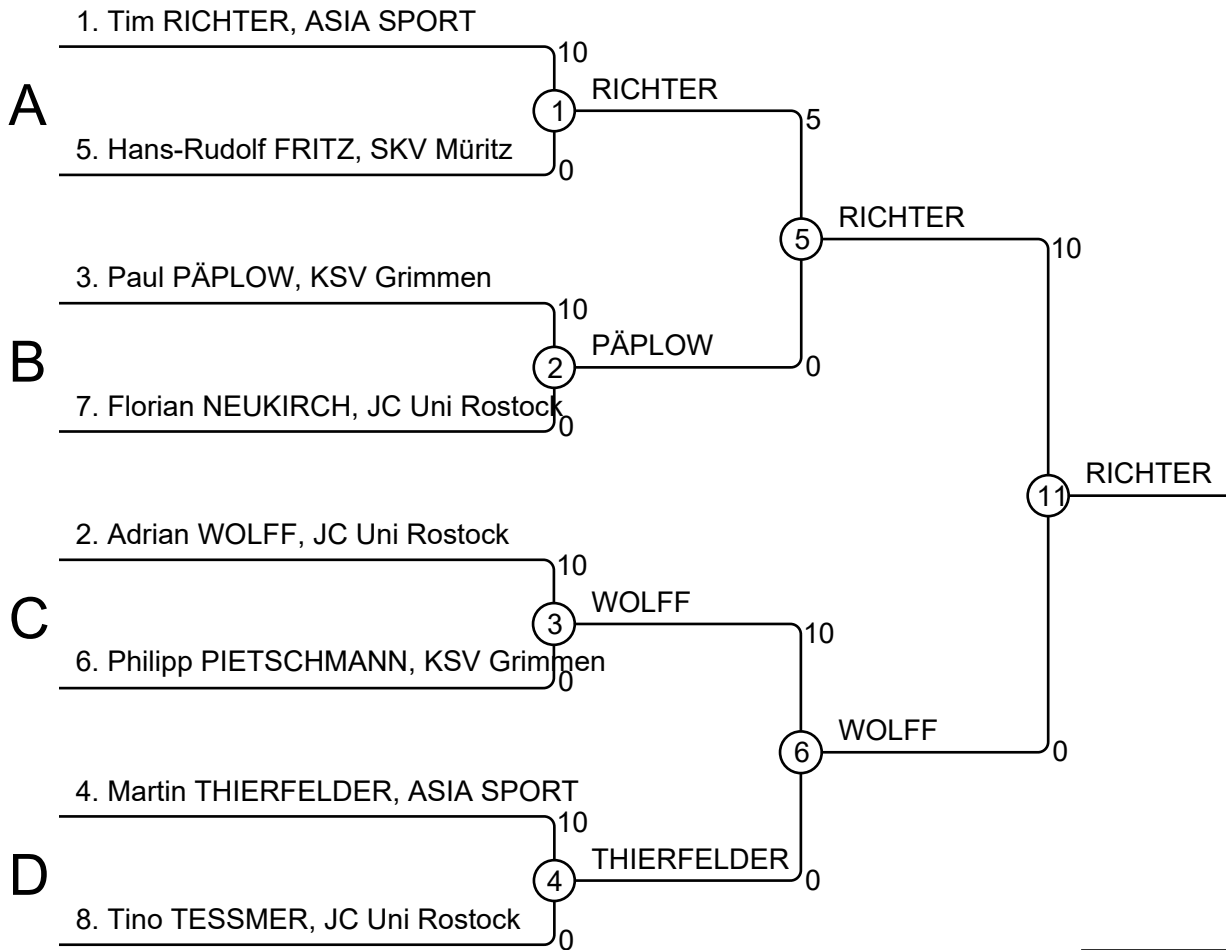 1. Tim RICHTER, ASIA SPORT
10
A
1
RICHTER
5
5. Hans-Rudolf FRITZ, SKV Müritz
0
5
RICHTER
10
3. Paul PÄPLOW, KSV Grimmen
10
B
2
PÄPLOW
0
7. Florian NEUKIRCH, JC Uni Rostock
0
11
RICHTER
2. Adrian WOLFF, JC Uni Rostock
10
C
3
WOLFF
10
6. Philipp PIETSCHMANN, KSV Grimmen
0
6
WOLFF
0
4. Martin THIERFELDER, ASIA SPORT
10
D
4
THIERFELDER
0
8. Tino TESSMER, JC Uni Rostock
0